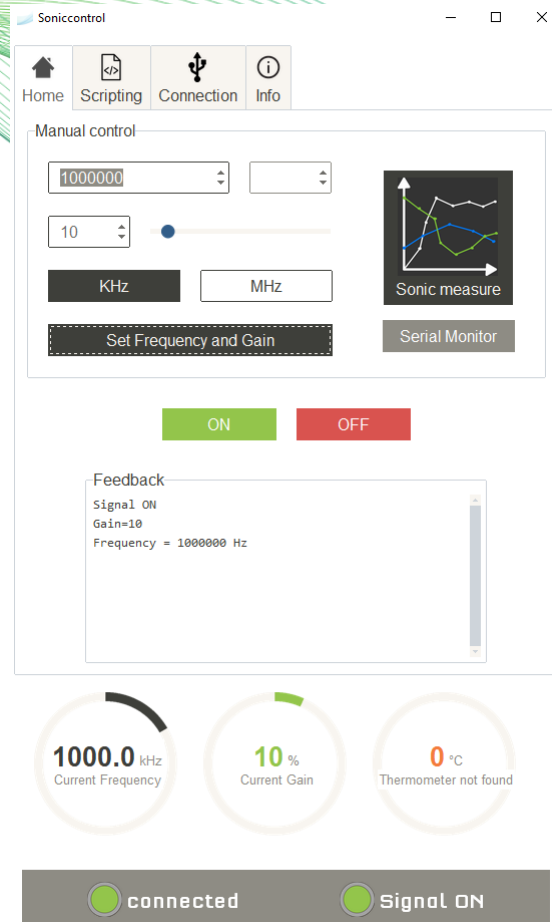 Soniccontrol
Home Scripting Connection Info
Manual control
1000000
10
KHz MHz
Set Frequency and Gain
Sonic measure
Serial Monitor
ON OFF
Feedback
Signal ON
Gain=10
Frequency = 1000000 Hz
1000.0 kHz
Current Frequency
10 %
Current Gain
0 °C
Thermometer not found
connected Signal ON